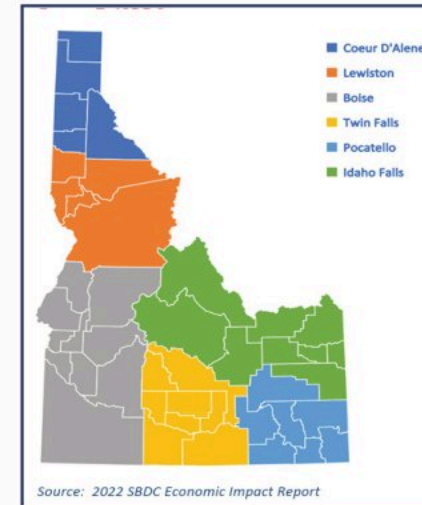 Coeur D'Alene
Lewiston
Boise
Twin Falls
Pocatello
Idaho Falls
Source: 2022 SBDC Economic Impact Report